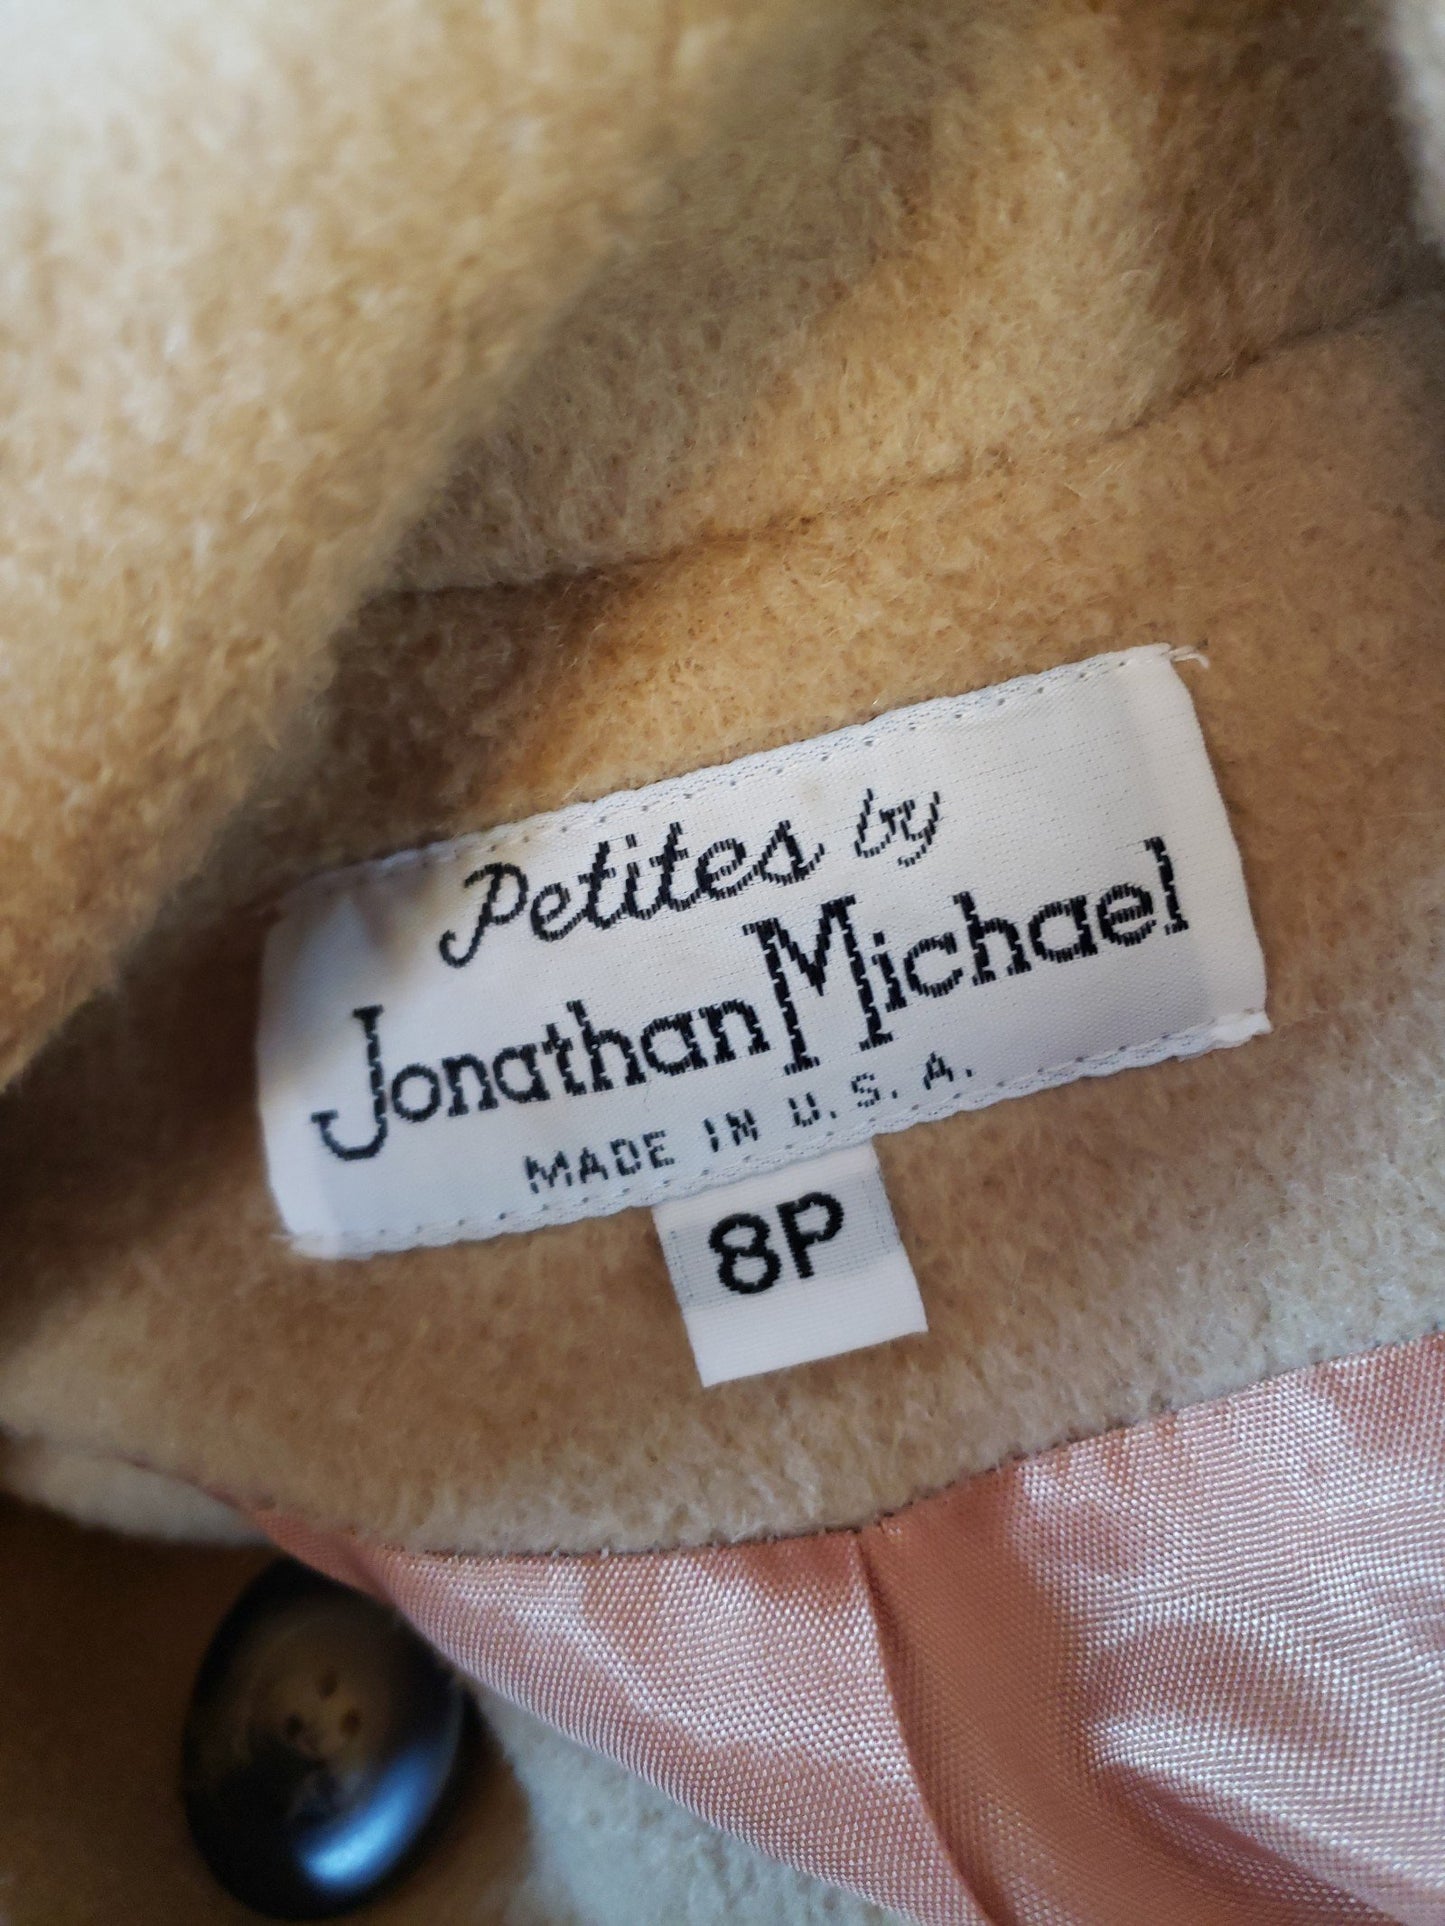 Petites by
Jonathan Michael
MADE IN U.S.A.
8P